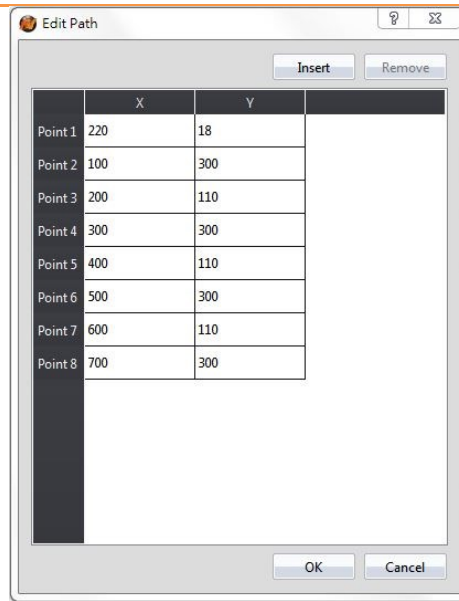 Edit Path
Insert Remove
X Y
Point 1 220 18
Point 2 100 300
Point 3 200 110
Point 4 300 300
Point 5 400 110
Point 6 500 300
Point 7 600 110
Point 8 700 300
OK Cancel